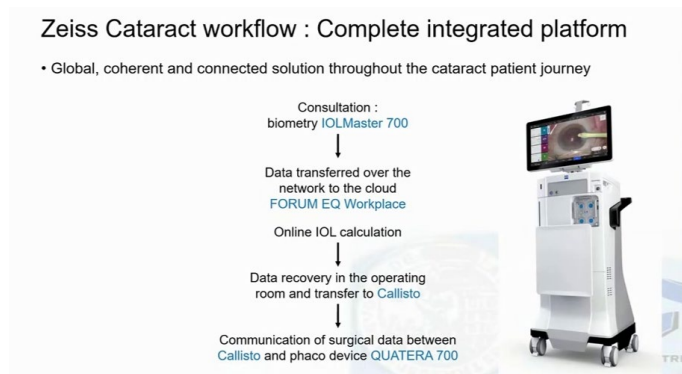 Zeiss Cataract workflow : Complete integrated platform
• Global, coherent and connected solution throughout the cataract patient journey
Consultation :
biometry IOLMaster 700
Data transferred over the
network to the cloud
FORUM EQ Workplace
Online IOL calculation
Data recovery in the operating
room and transfer to Callisto
Communication of surgical data between
Callisto and phaco device QUATERA 700